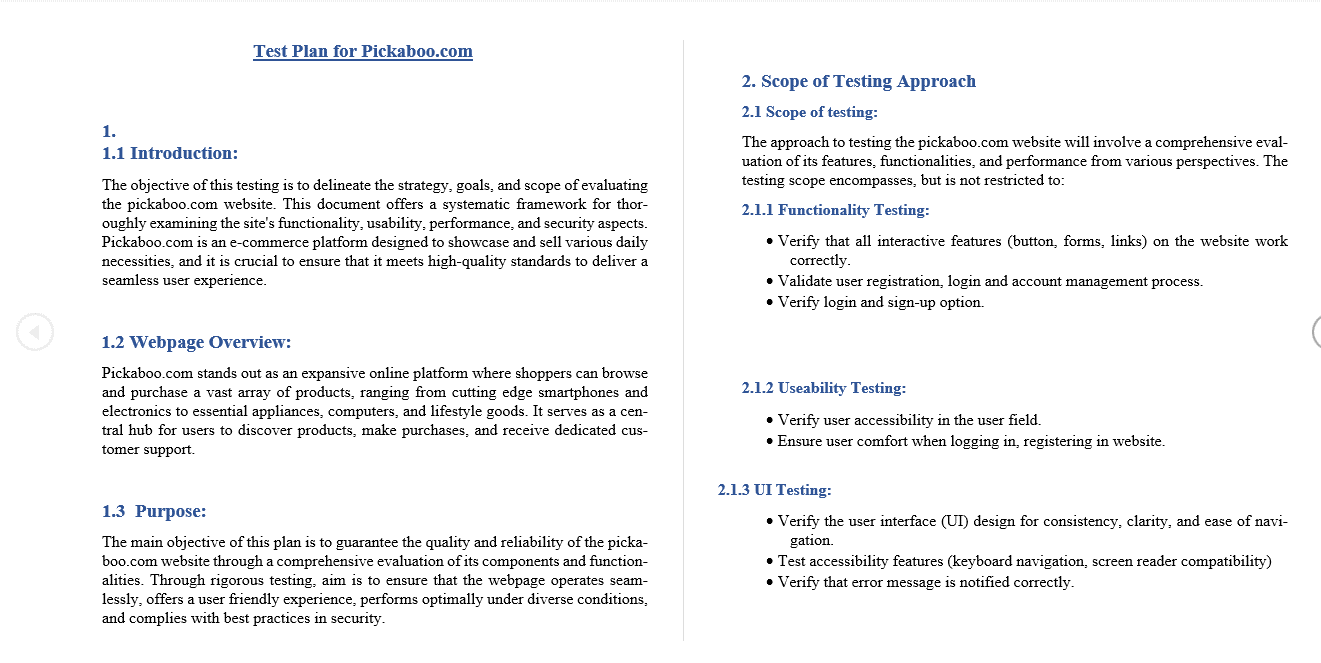 Test Plan for Pickaboo.com
1.
1.1 Introduction:
The objective of this testing is to delineate the strategy, goals, and scope of evaluating
the pickaboo.com website. This document offers a systematic framework for thor-
oughly examining the site's functionality, usability, performance, and security aspects.
Pickaboo.com is an e-commerce platform designed to showcase and sell various daily
necessities, and it is crucial to ensure that it meets high-quality standards to deliver a
seamless user experience.
1.2 Webpage Overview:
Pickaboo.com stands out as an expansive online platform where shoppers can browse
and purchase a vast array of products, ranging from cutting edge smartphones and
electronics to essential appliances, computers, and lifestyle goods. It serves as a cen-
tral hub for users to discover products, make purchases, and receive dedicated cus-
tomer support.
1.3 Purpose:
The main objective of this plan is to guarantee the quality and reliability of the picka-
boo.com website through a comprehensive evaluation of its components and function-
alities. Through rigorous testing, aim is to ensure that the webpage operates seam-
lessly, offers a user friendly experience, performs optimally under diverse conditions,
and complies with best practices in security.
2. Scope of Testing Approach
2.1 Scope of testing:
The approach to testing the pickaboo.com website will involve a comprehensive eval-
uation of its features, functionalities, and performance from various perspectives. The
testing scope encompasses, but is not restricted to:
2.1.1 Functionality Testing:
• Verify that all interactive features (button, forms, links) on the website work
correctly.
• Validate user registration, login and account management process.
• Verify login and sign-up option.
2.1.2 Useability Testing:
• Verify user accessibility in the user field.
• Ensure user comfort when logging in, registering in website.
2.1.3 UI Testing:
• Verify the user interface (UI) design for consistency, clarity, and ease of navi-
gation.
• Test accessibility features (keyboard navigation, screen reader compatibility)
• Verify that error message is notified correctly.